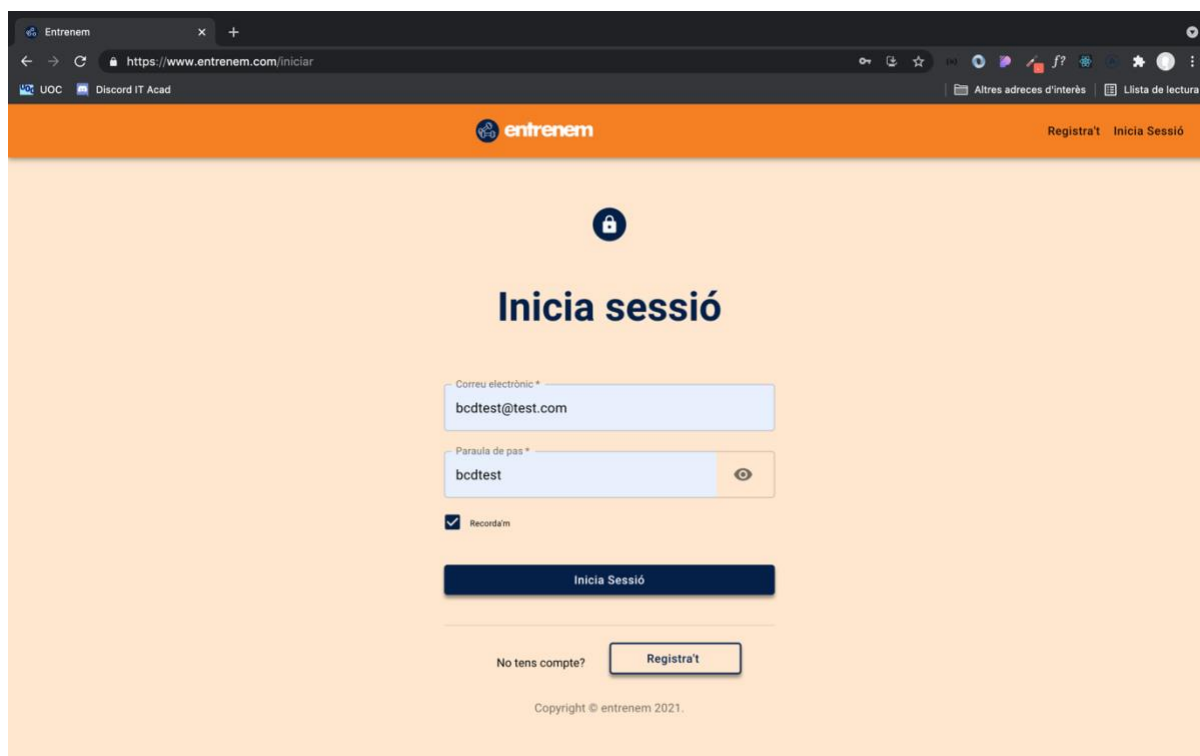 Entrenem
https://www.entrenem.com/iniciar
f?
UOC Discord IT Acad Altres adreces d'interès Llista de lectura
entrenem Registra't Inicia Sessió
Inicia sessió
Correu electrònic *
bcdtest@test.com
Paraula de pas *
bcdtest
Recorda'm
Inicia Sessió
No tens compte? Registra't
Copyright © entrenem 2021.